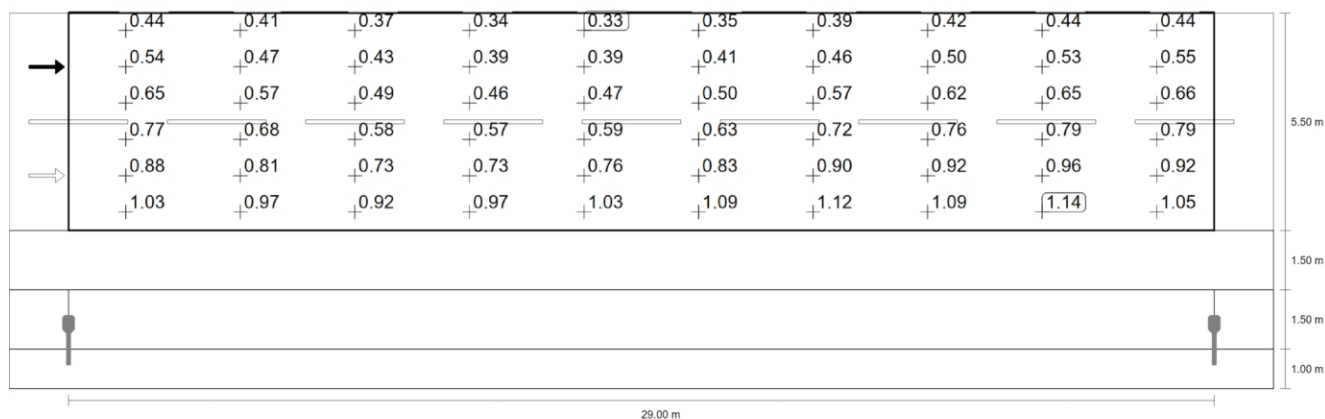 0.44 0.41 0.37 0.34 0.33 0.35 0.39 0.42 0.44 0.44
0.54 0.47 0.43 0.39 0.39 0.41 0.46 0.50 0.53 0.55
0.65 0.57 0.49 0.46 0.47 0.50 0.57 0.62 0.65 0.66
5.50 m
0.77 0.68 0.58 0.57 0.59 0.63 0.72 0.76 0.79 0.79
0.88 0.81 0.73 0.73 0.76 0.83 0.90 0.92 0.96 0.92
1.03 0.97 0.92 0.97 1.03 1.09 1.12 1.09 1.14 1.05
1.50 m
1.50 m
1.00 m
29.00 m